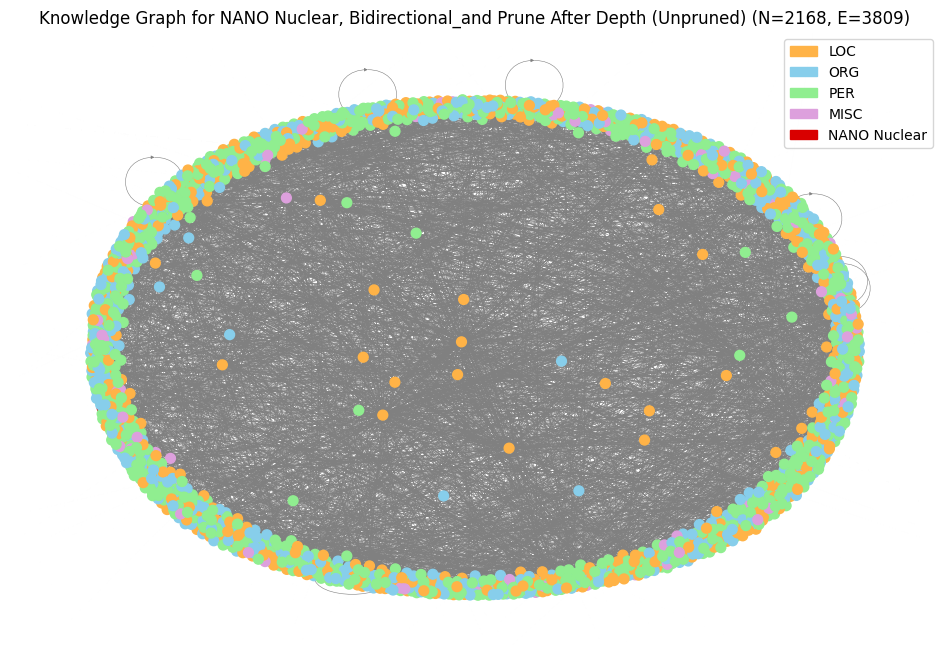 Knowledge Graph for NANO Nuclear, Bidirectional_and Prune After Depth (Unpruned) (N=2168, E=3809)
LOC
ORG
PER
MISC
NANO Nuclear